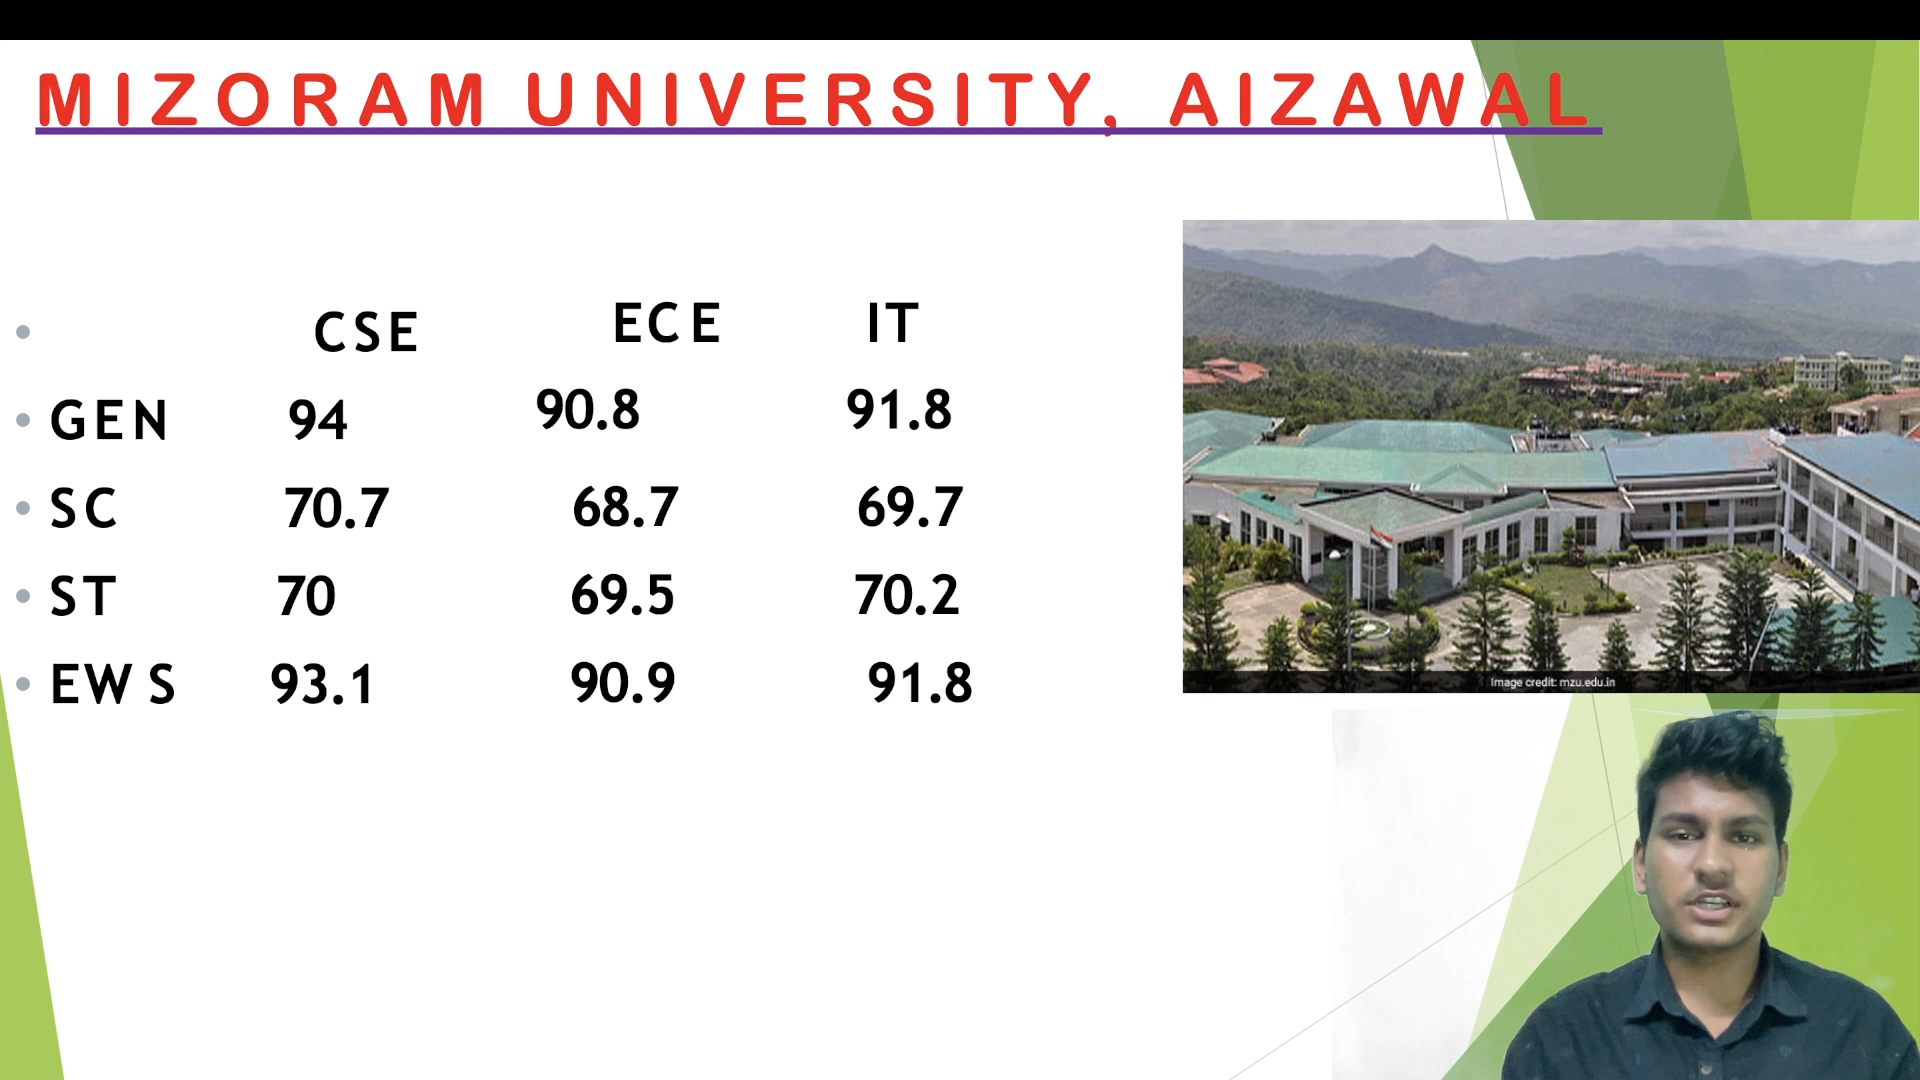 MIZORAM UNIVERSITY, AIZAWAL
CSE ECE IT
GEN 94 90.8 91.8
SC 70.7 68.7 69.7
ST 70 69.5 70.2
EWS 93.1 90.9 91.8
Image credit: mzu.edu.in